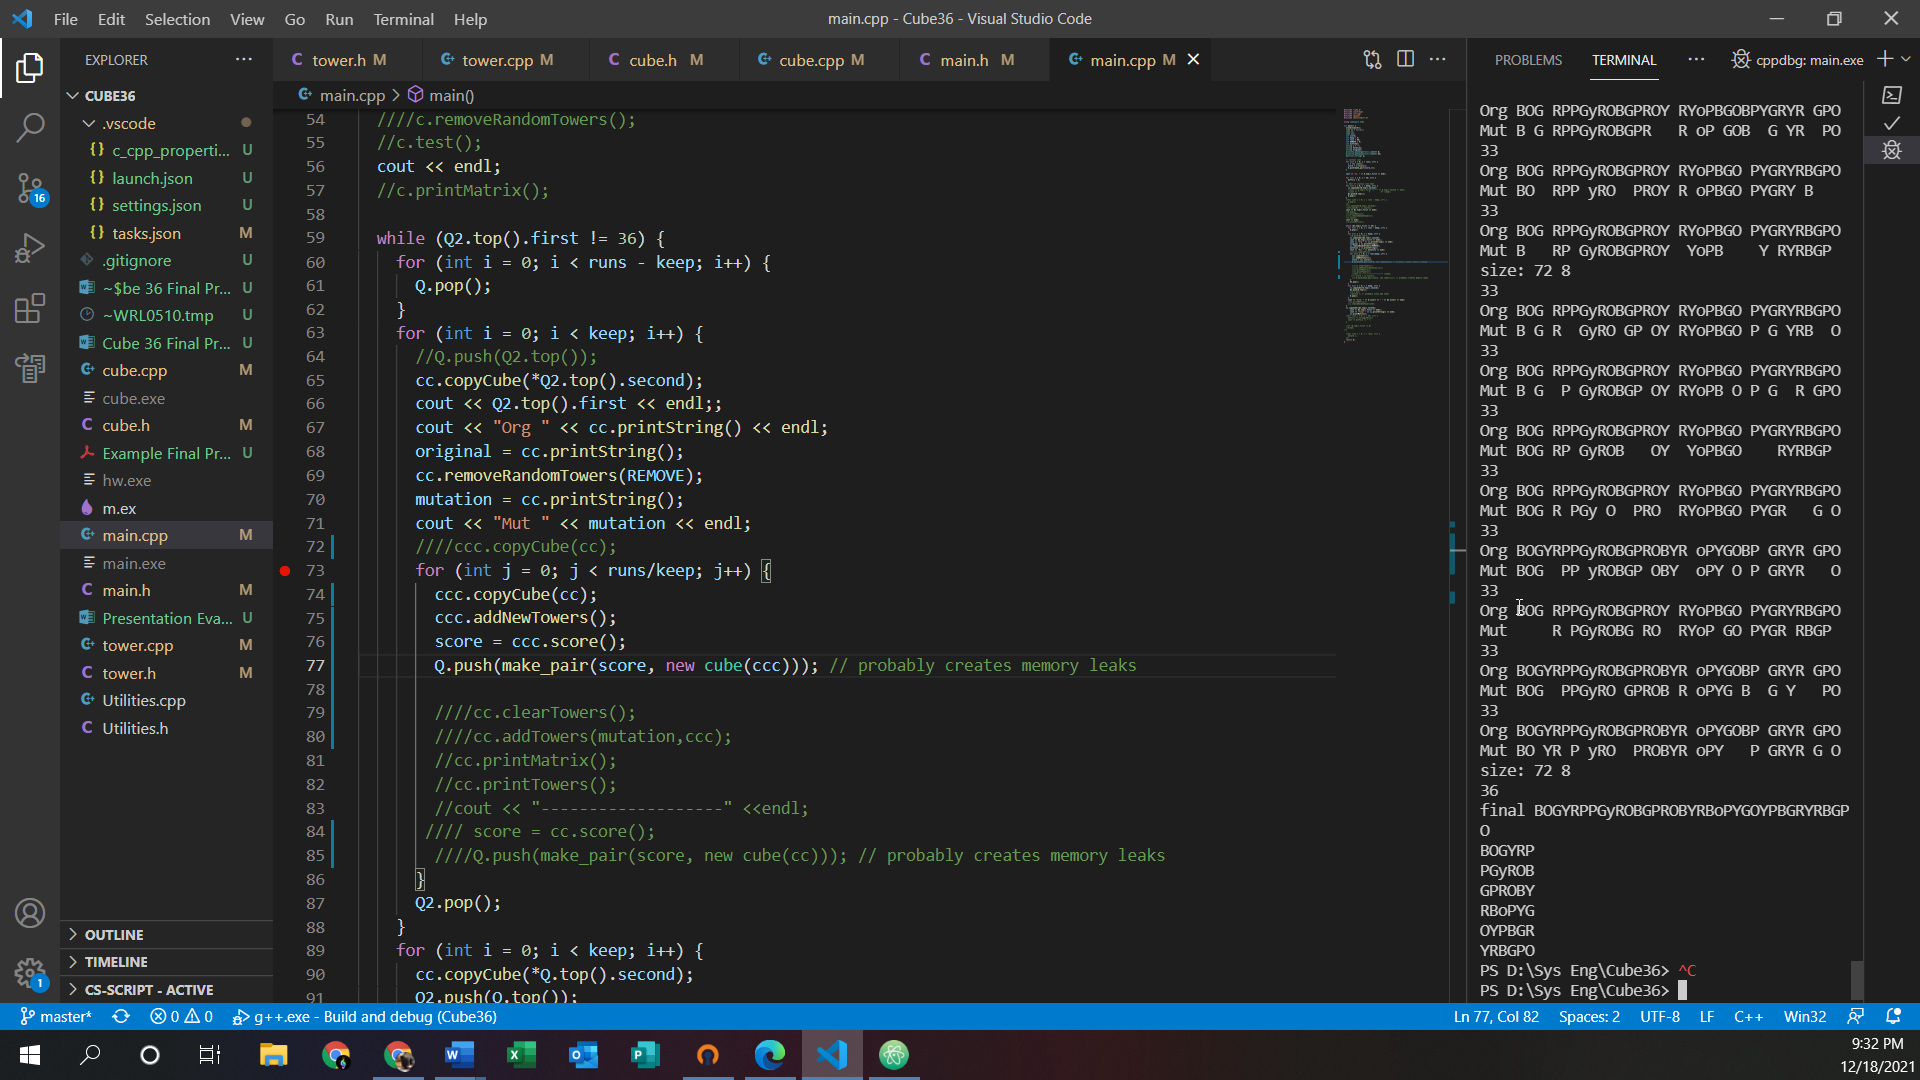 File Edit Selection View Go Run Terminal Help
main.cpp - Cube36 - Visual Studio Code
EXPLORER
CUBE36
.vscode
c_cpp_properti... U
launch.json U
settings.json U
tasks.json M
.gitignore U
~$be 36 Final Pr... U
~WRL0510.tmp U
Cube 36 Final Pr... U
cube.cpp M
cube.exe
cube.h M
Example Final Pr... U
hw.exe
m.ex
main.cpp M
main.exe
main.h M
Presentation Eva... U
tower.cpp M
tower.h M
Utilities.cpp
Utilities.h
OUTLINE
TIMELINE
CS-SCRIPT - ACTIVE
16
1
tower.h M tower.cpp M cube.h M cube.cpp M main.h M main.cpp M
main.cpp > main()
54 ////c.removeRandomTowers();
55 //c.test();
56 cout << endl;
57 //c.printMatrix();
58
59 while (Q2.top().first != 36) {
60 for (int i = 0; i < runs - keep; i++) {
61 Q.pop();
62 }
63 for (int i = 0; i < keep; i++) {
64 //Q.push(Q2.top());
65 cc.copyCube(*Q2.top().second);
66 cout << Q2.top().first << endl;;
67 cout << "Org " << cc.printString() << endl;
68 original = cc.printString();
69 cc.removeRandomTowers(REMOVE);
70 mutation = cc.printString();
71 cout << "Mut " << mutation << endl;
72 ////ccc.copyCube(cc);
73 for (int j = 0; j < runs/keep; j++) {
74 ccc.copyCube(cc);
75 ccc.addNewTowers();
76 score = ccc.score();
77 Q.push(make_pair(score, new cube(ccc))); // probably creates memory leaks
78
79 ////cc.clearTowers();
80 ////cc.addTowers(mutation,ccc);
81 //cc.printMatrix();
82 //cc.printTowers();
83 //cout << "-------------------" <<endl;
84 //// score = cc.score();
85 ////Q.push(make_pair(score, new cube(cc))); // probably creates memory leaks
86 }
87 Q2.pop();
88 }
89 for (int i = 0; i < keep; i++) {
90 cc.copyCube(*Q.top().second);
91 Q2.push(Q.top());
PROBLEMS TERMINAL cppdbg: main.exe
Org BOG RPPGyROBGPROY RYoPBGOBPYGRYR GPO
Mut B G RPPGyROBGPR   R oP GOB  G YR  PO
33
Org BOG RPPGyROBGPROY RYoPBGO PYGRYRBGPO
Mut BO  RPP yRO  PROY R oPBGO PYGRY B
33
Org BOG RPPGyROBGPROY RYoPBGO PYGRYRBGPO
Mut B   RP GyROBGPROY  YoPB    Y RYRBGP
size: 72 8
33
Org BOG RPPGyROBGPROY RYoPBGO PYGRYRBGPO
Mut B G R  GyRO GP OY RYoPBGO P G YRB  O
33
Org BOG RPPGyROBGPROY RYoPBGO PYGRYRBGPO
Mut B G  P GyROBGP OY RYoPB O P G  R GPO
33
Org BOG RPPGyROBGPROY RYoPBGO PYGRYRBGPO
Mut BOG RP GyROB   OY  YoPBGO    RYRBGP
33
Org BOG RPPGyROBGPROY RYoPBGO PYGRYRBGPO
Mut BOG R PGy O  PRO  RYoPBGO PYGR   G O
33
Org BOGYRPPGyROBGPROBYR oPYGOBP GRYR GPO
Mut BOG  PP yROBGP OBY  oPY O P GRYR   O
33
Org BOG RPPGyROBGPROY RYoPBGO PYGRYRBGPO
Mut     R PGyROBG RO  RYoP GO PYGR RBGP
33
Org BOGYRPPGyROBGPROBYR oPYGOBP GRYR GPO
Mut BOG  PPGyRO GPROB R oPYG B  G Y   PO
33
Org BOGYRPPGyROBGPROBYR oPYGOBP GRYR GPO
Mut BO YR P yRO  PROBYR oPY   P GRYR G O
size: 72 8
36
final BOGYRPPGyROBGPROBYRBoPYGOYPBGRYRBGP
O
BOGYRP
PGyROB
GPROBY
RBoPYG
OYPBGR
YRBGPO
PS D:\Sys Eng\Cube36> ^C
PS D:\Sys Eng\Cube36>
master* 0 0 g++.exe - Build and debug (Cube36) Ln 77, Col 82 Spaces: 2 UTF-8 LF C++ Win32
9:32 PM
12/18/2021